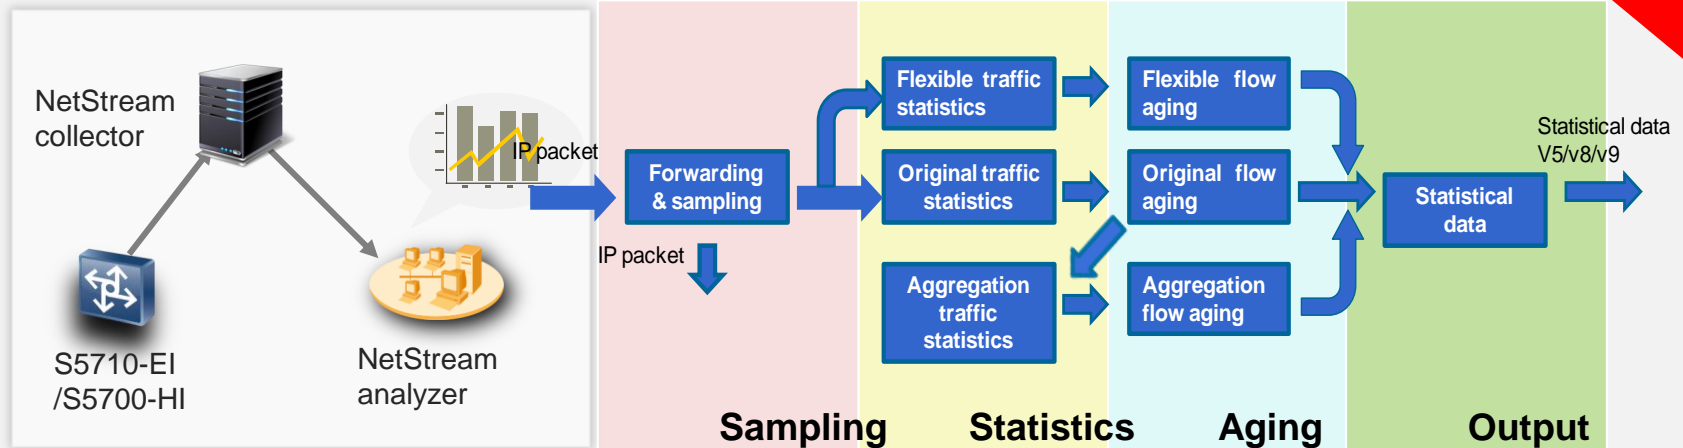 NetStream
collector
S5710-EI
/S5700-HI
NetStream
analyzer
IP packet
Forwarding
& sampling
IP packet
Flexible traffic
statistics
Original traffic
statistics
Aggregation
traffic
statistics
Flexible flow
aging
Original flow
aging
Aggregation
flow aging
Statistical
data
Statistical data
V5/v8/v9
Sampling
Statistics
Aging
Output